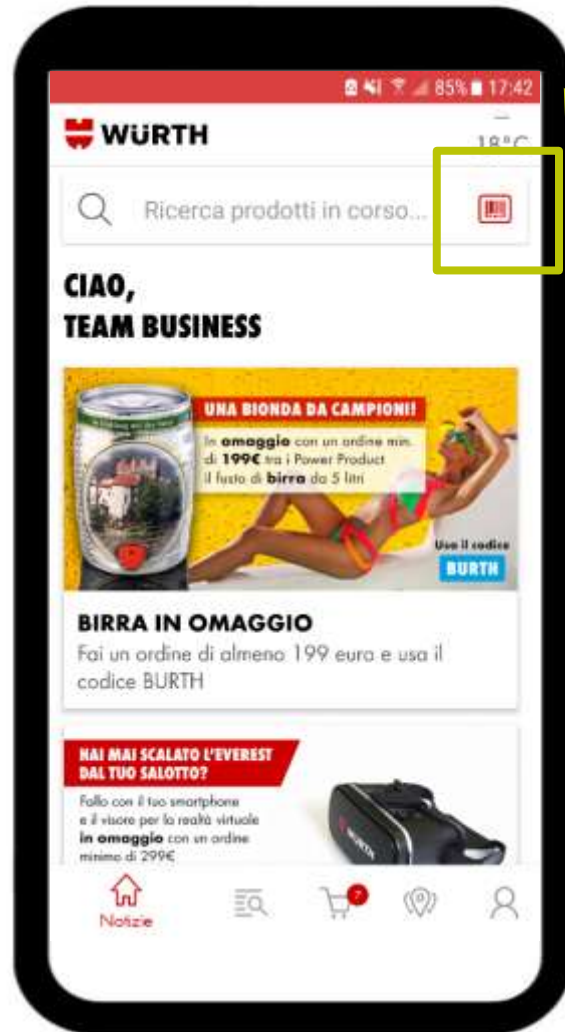 85% 17:42
WÜRTH
18°C
Ricerca prodotti in corso...
CIAO,
TEAM BUSINESS
UNA BIONDA DA CAMPIONI!
In omaggio con un ordine min.
di 199€ tra i Power Product
il fusto di birra da 5 litri
Usa il codice
BURTH
BIRRA IN OMAGGIO
Fai un ordine di almeno 199 euro e usa il
codice BURTH
HAI MAI SCALATO L'EVEREST
DAL TUO SALOTTO?
Fallo con il tuo smartphone
e il visore per la realtà virtuale
in omaggio con un ordine
minimo di 299€
WÜRTH
7
Notizie